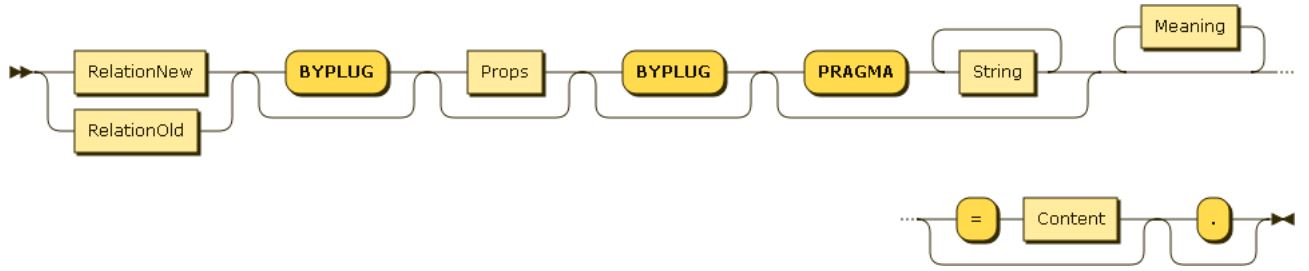 Meaning
RelationNew BYPLUG Props BYPLUG PRAGMA String
RelationOld
= Content .